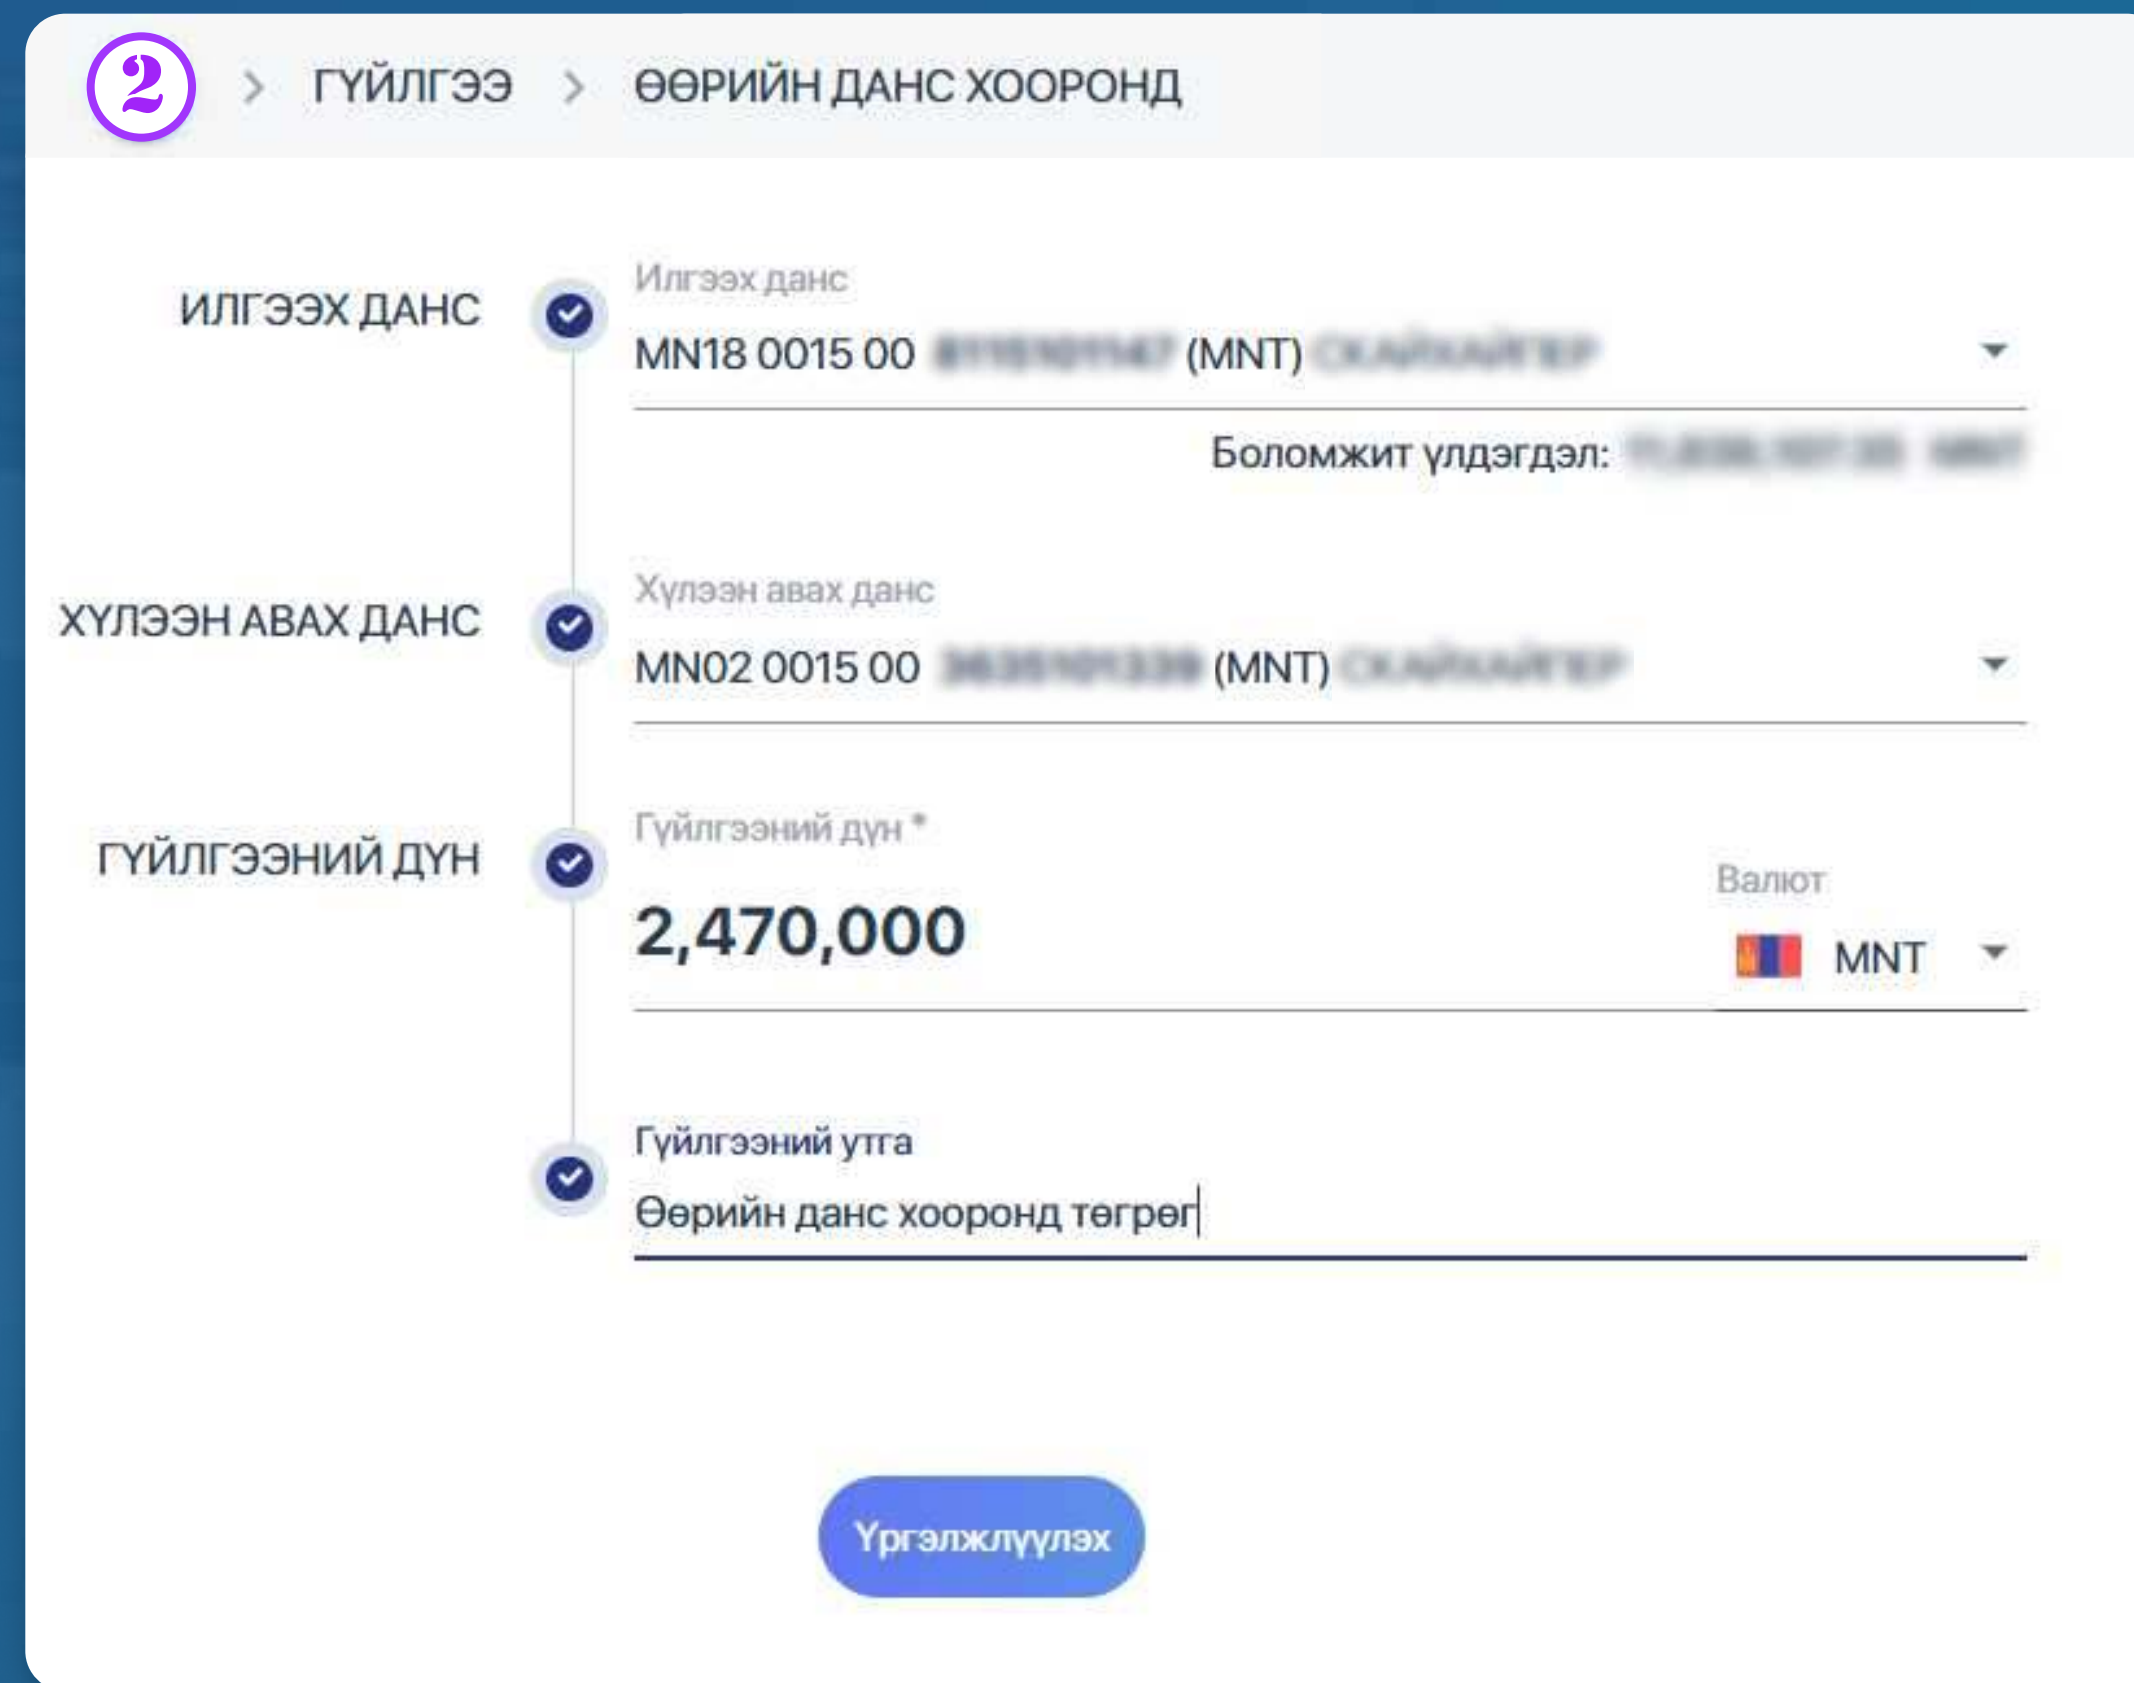 2 > ГҮЙЛГЭЭ > ӨӨРИЙН ДАНС ХООРОНД
ИЛГЭЭХ ДАНС
Илгээх данс
MN18 0015 00 (MNT)
Боломжит үлдэгдэл:
ХҮЛЭЭН АВАХ ДАНС
Хүлээн авах данс
MN02 0015 00 (MNT)
ГҮЙЛГЭЭНИЙ ДҮН
Гүйлгээний дүн *
2,470,000
Валют
MNT
Гүйлгээний утга
Өөрийн данс хооронд төгрөг
Үргэлжлүүлэх